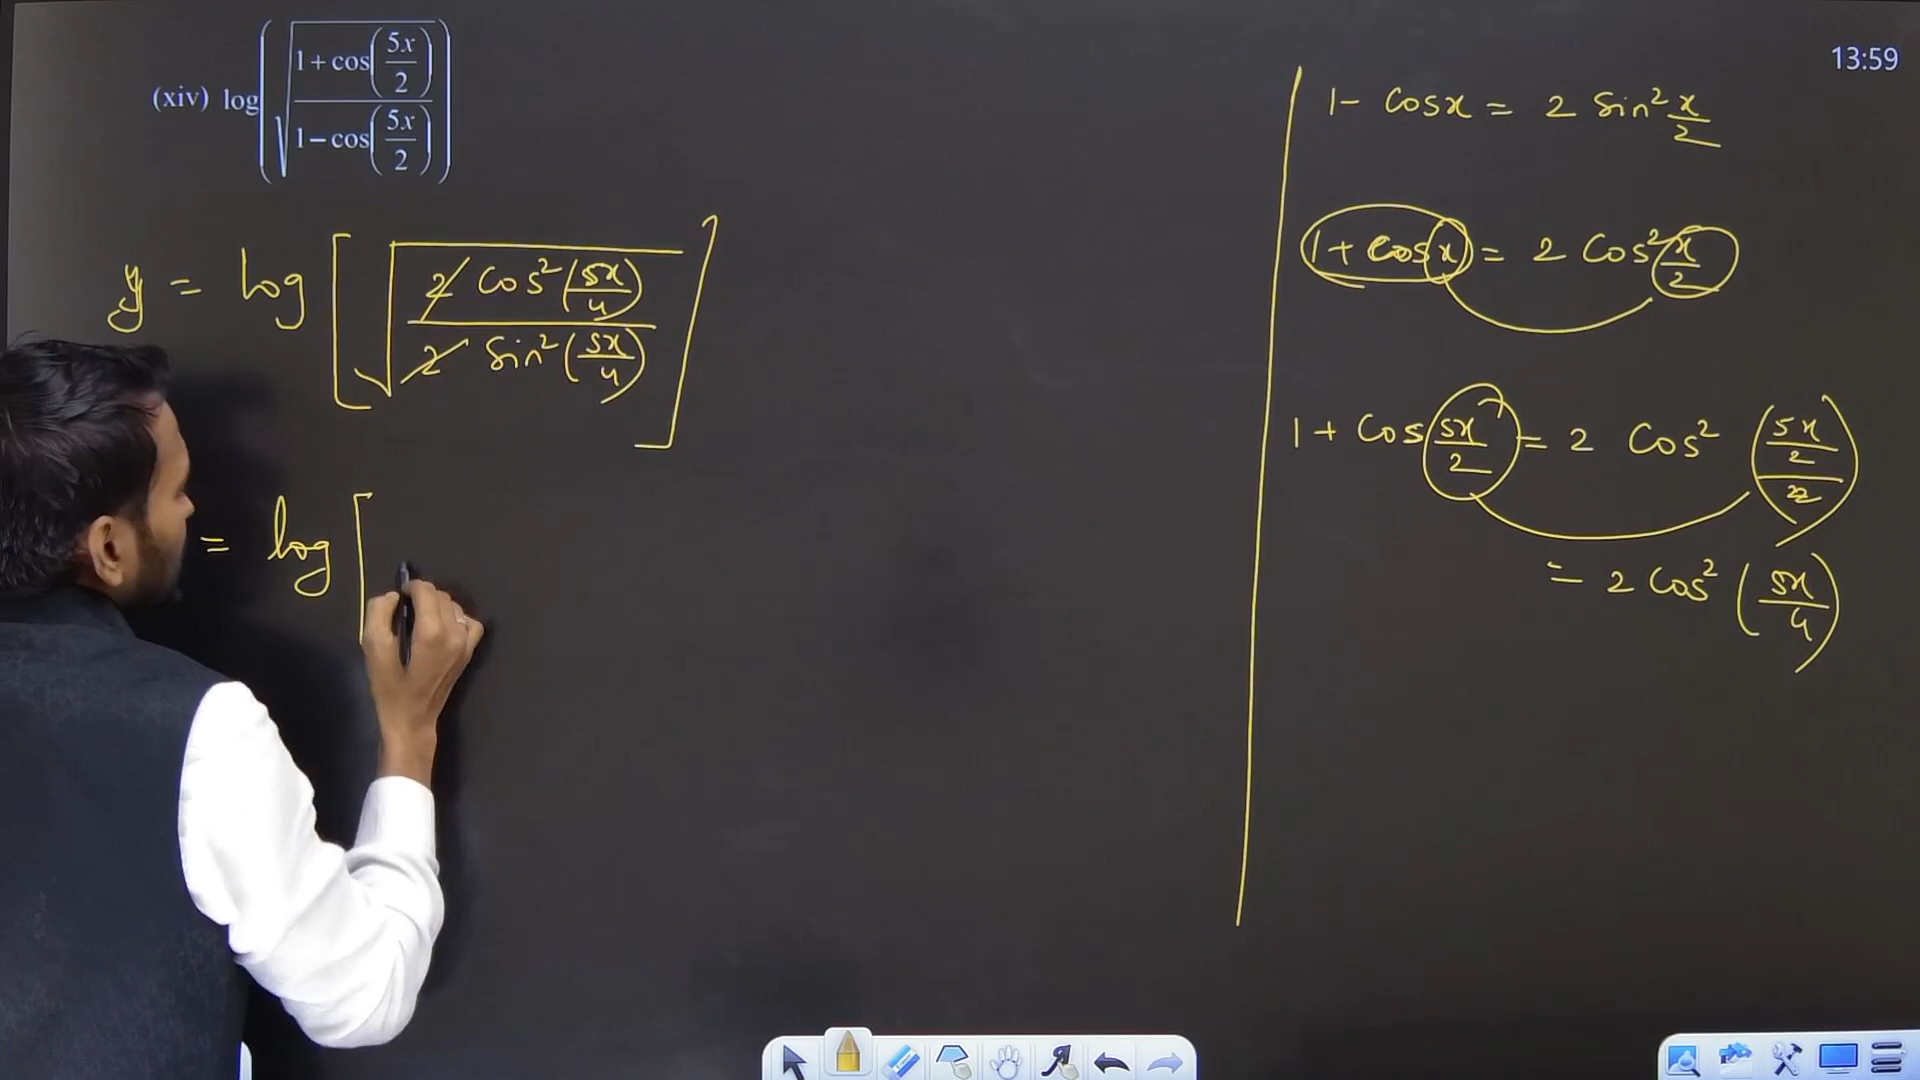 (xiv) log(√((1+cos(5x/2))/(1−cos(5x/2))))
y = log [√(2 Cos²(5x/4) / 2 Sin²(5x/4))]
= log [
13:59
1 - Cosx = 2 Sin² x/2
1 + Cosx = 2 Cos² x/2
1 + Cos 5x/2 = 2 Cos² (5x/2/2)
= 2 Cos² (5x/4)